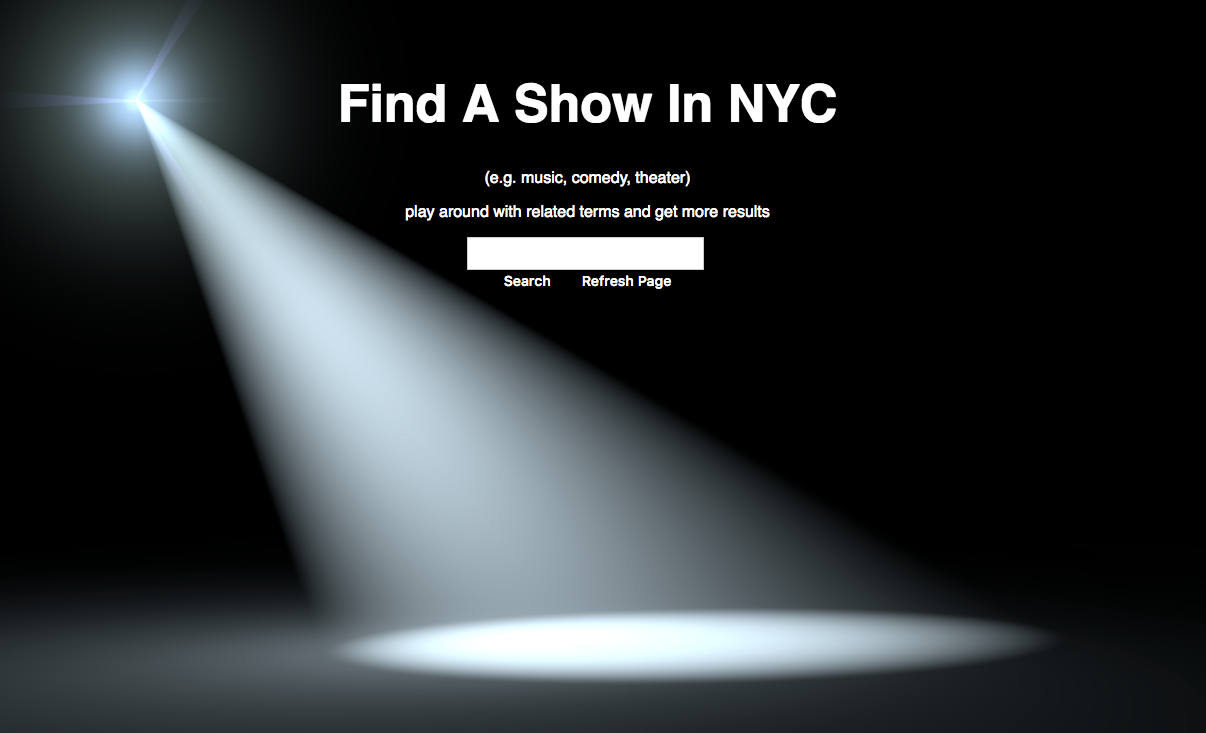 Find A Show In NYC
(e.g. music, comedy, theater)
play around with related terms and get more results
Search Refresh Page